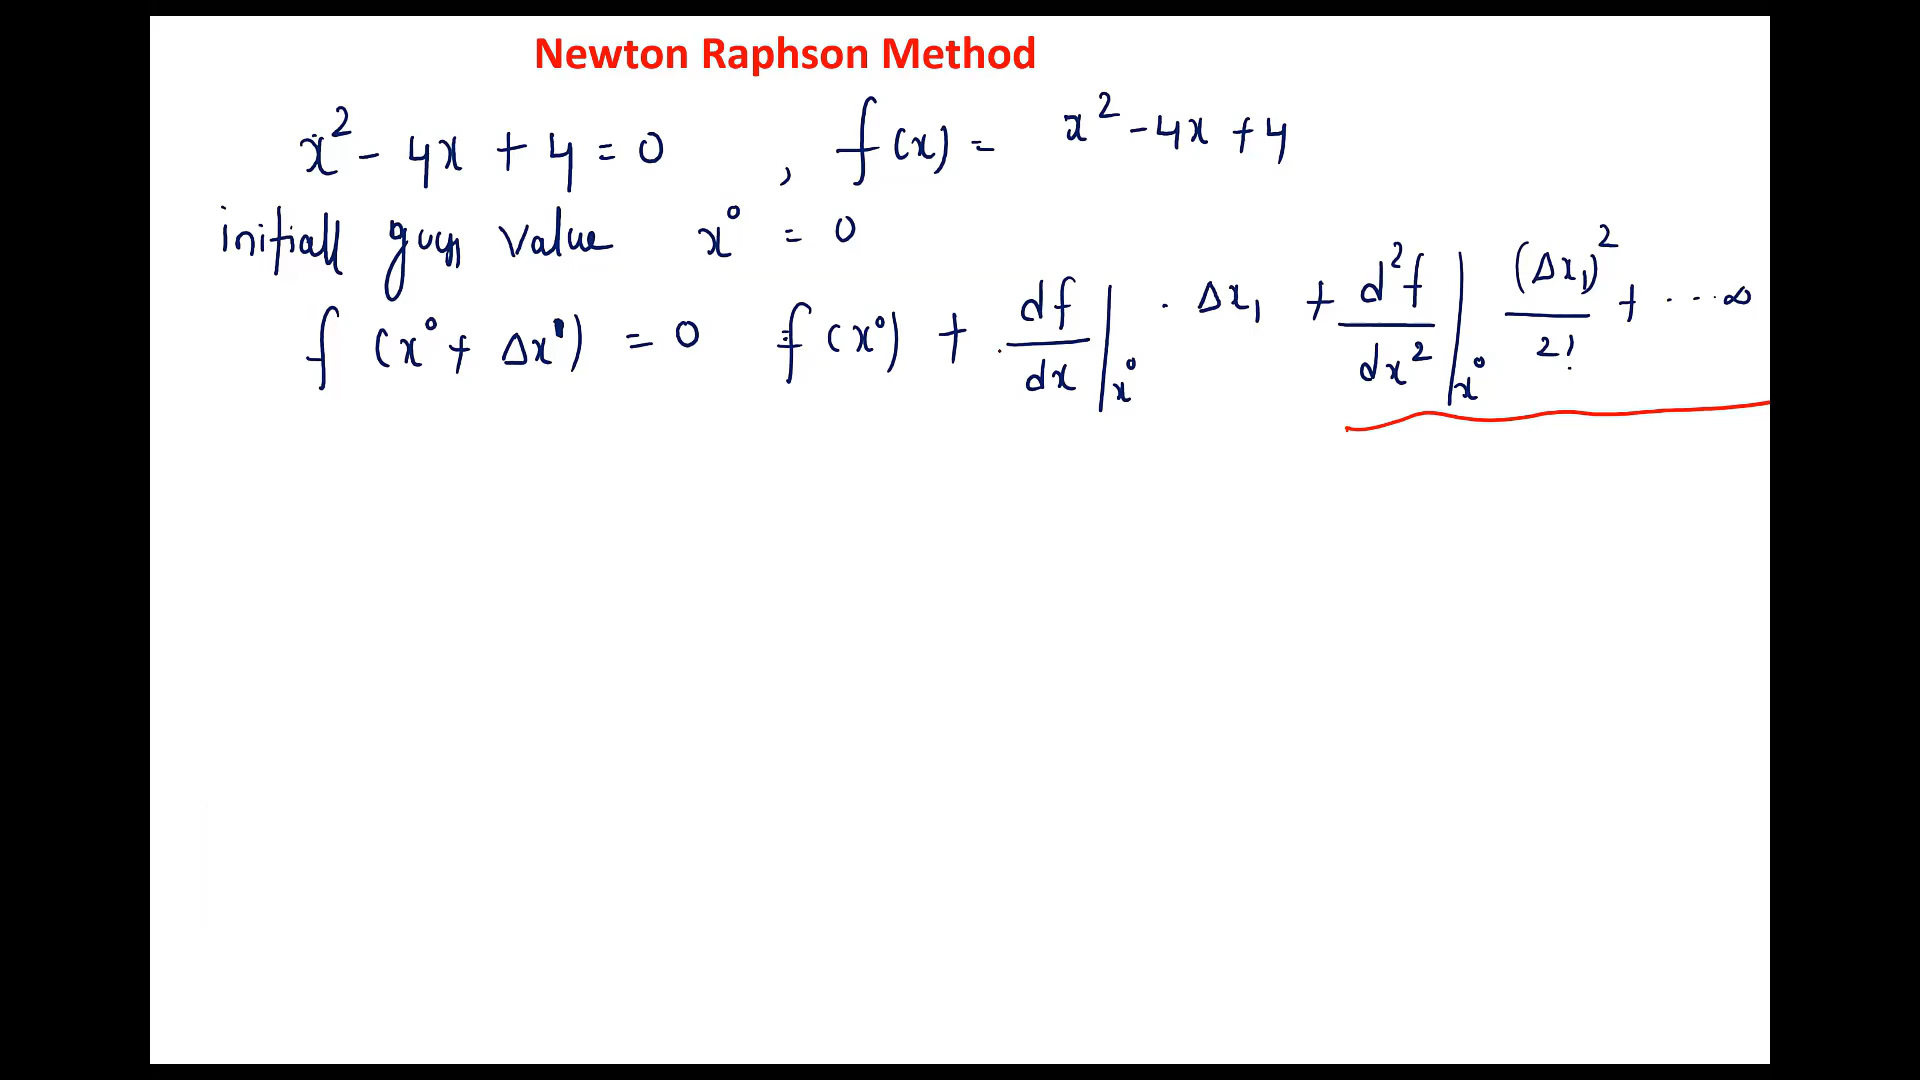 Newton Raphson Method
x² - 4x + 4 = 0 , f(x) = x² - 4x + 4
initiall guess value x⁰ = 0
f (x⁰ + Δx¹) = 0 f(x⁰) + df/dx |x⁰ . Δx₁ + d²f/dx² |x⁰ (Δx₁)²/2! + ... ∞